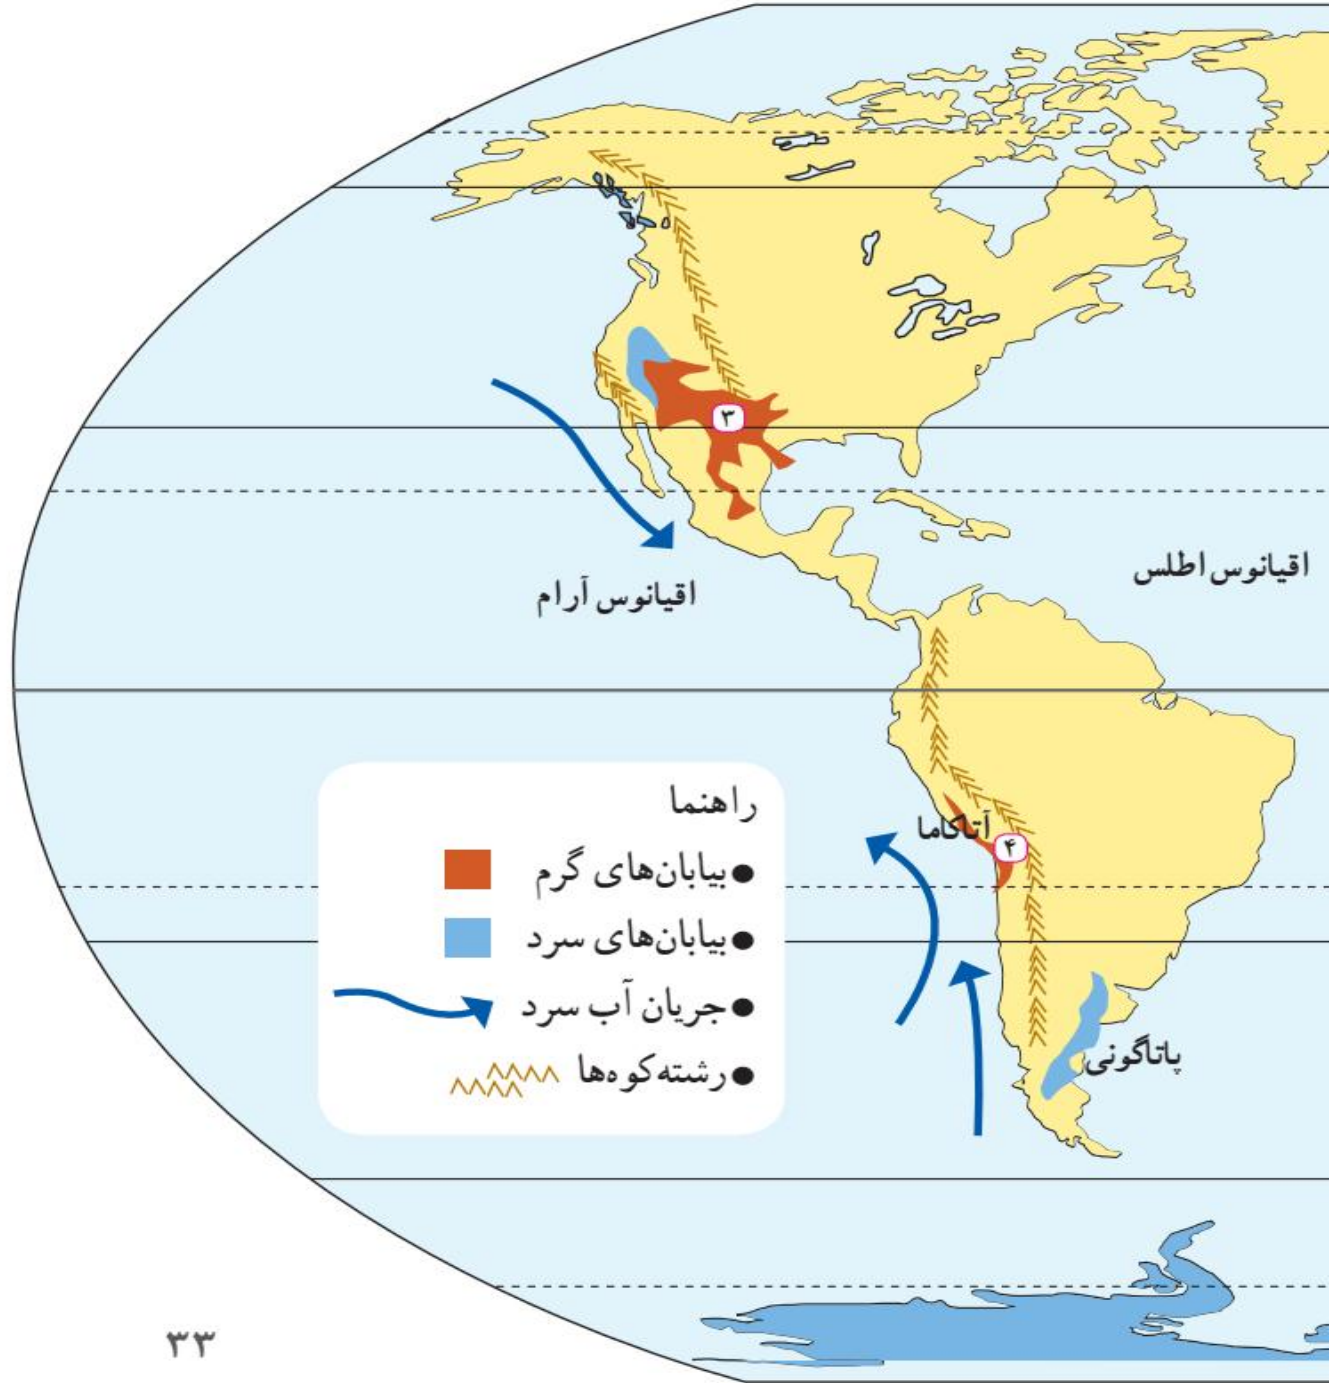 ۳
اقیانوس اطلس
اقیانوس آرام
راهنما
● بیابان‌های گرم
● بیابان‌های سرد
● جریان آب سرد
● رشته‌کوه‌ها
آتاکاما
۴
پاتاگونی
۳۳